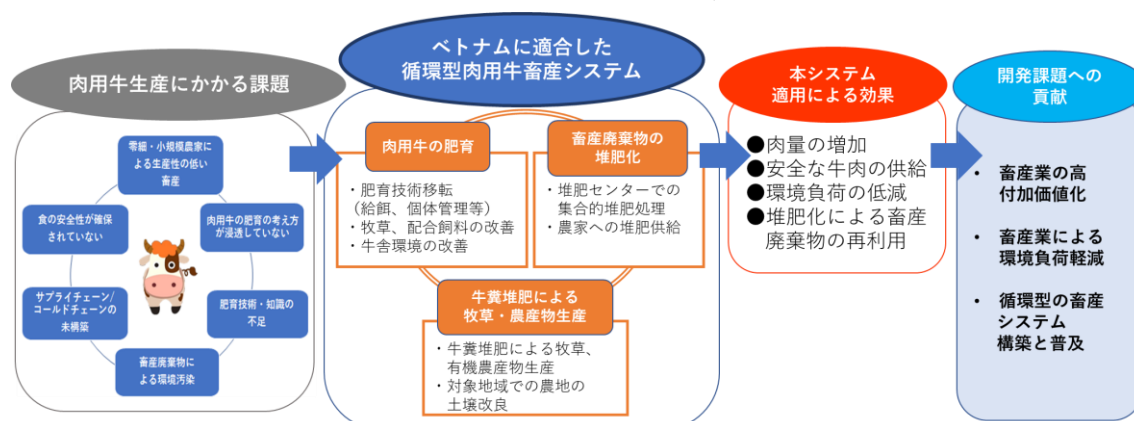 肉用牛生産にかかる課題
零細・小規模農家
による生産性の低い
畜産
食の安全性が確保
されていない
肉用牛の肥育の考え方
が浸透していない
サプライチェーン/
コールドチェーンの
未構築
肥育技術・知識の
不足
畜産廃棄物に
よる環境汚染
ベトナムに適合した
循環型肉用牛畜産システム
肉用牛の肥育
・肥育技術移転
(給餌、個体管理等)
・牧草、配合飼料の改善
・牛舎環境の改善
畜産廃棄物の
堆肥化
・堆肥センターでの
集合的堆肥処理
・農家への堆肥供給
牛糞堆肥による
牧草・農産物生産
・牛糞堆肥による牧草、
有機農産物生産
・対象地域での農地の
土壌改良
本システム
適用による効果
●肉量の増加
●安全な牛肉の供給
●環境負荷の低減
●堆肥化による畜産
廃棄物の再利用
開発課題への
貢献
• 畜産業の高
付加価値化
• 畜産業による
環境負荷軽減
• 循環型の畜産
システム
構築と普及